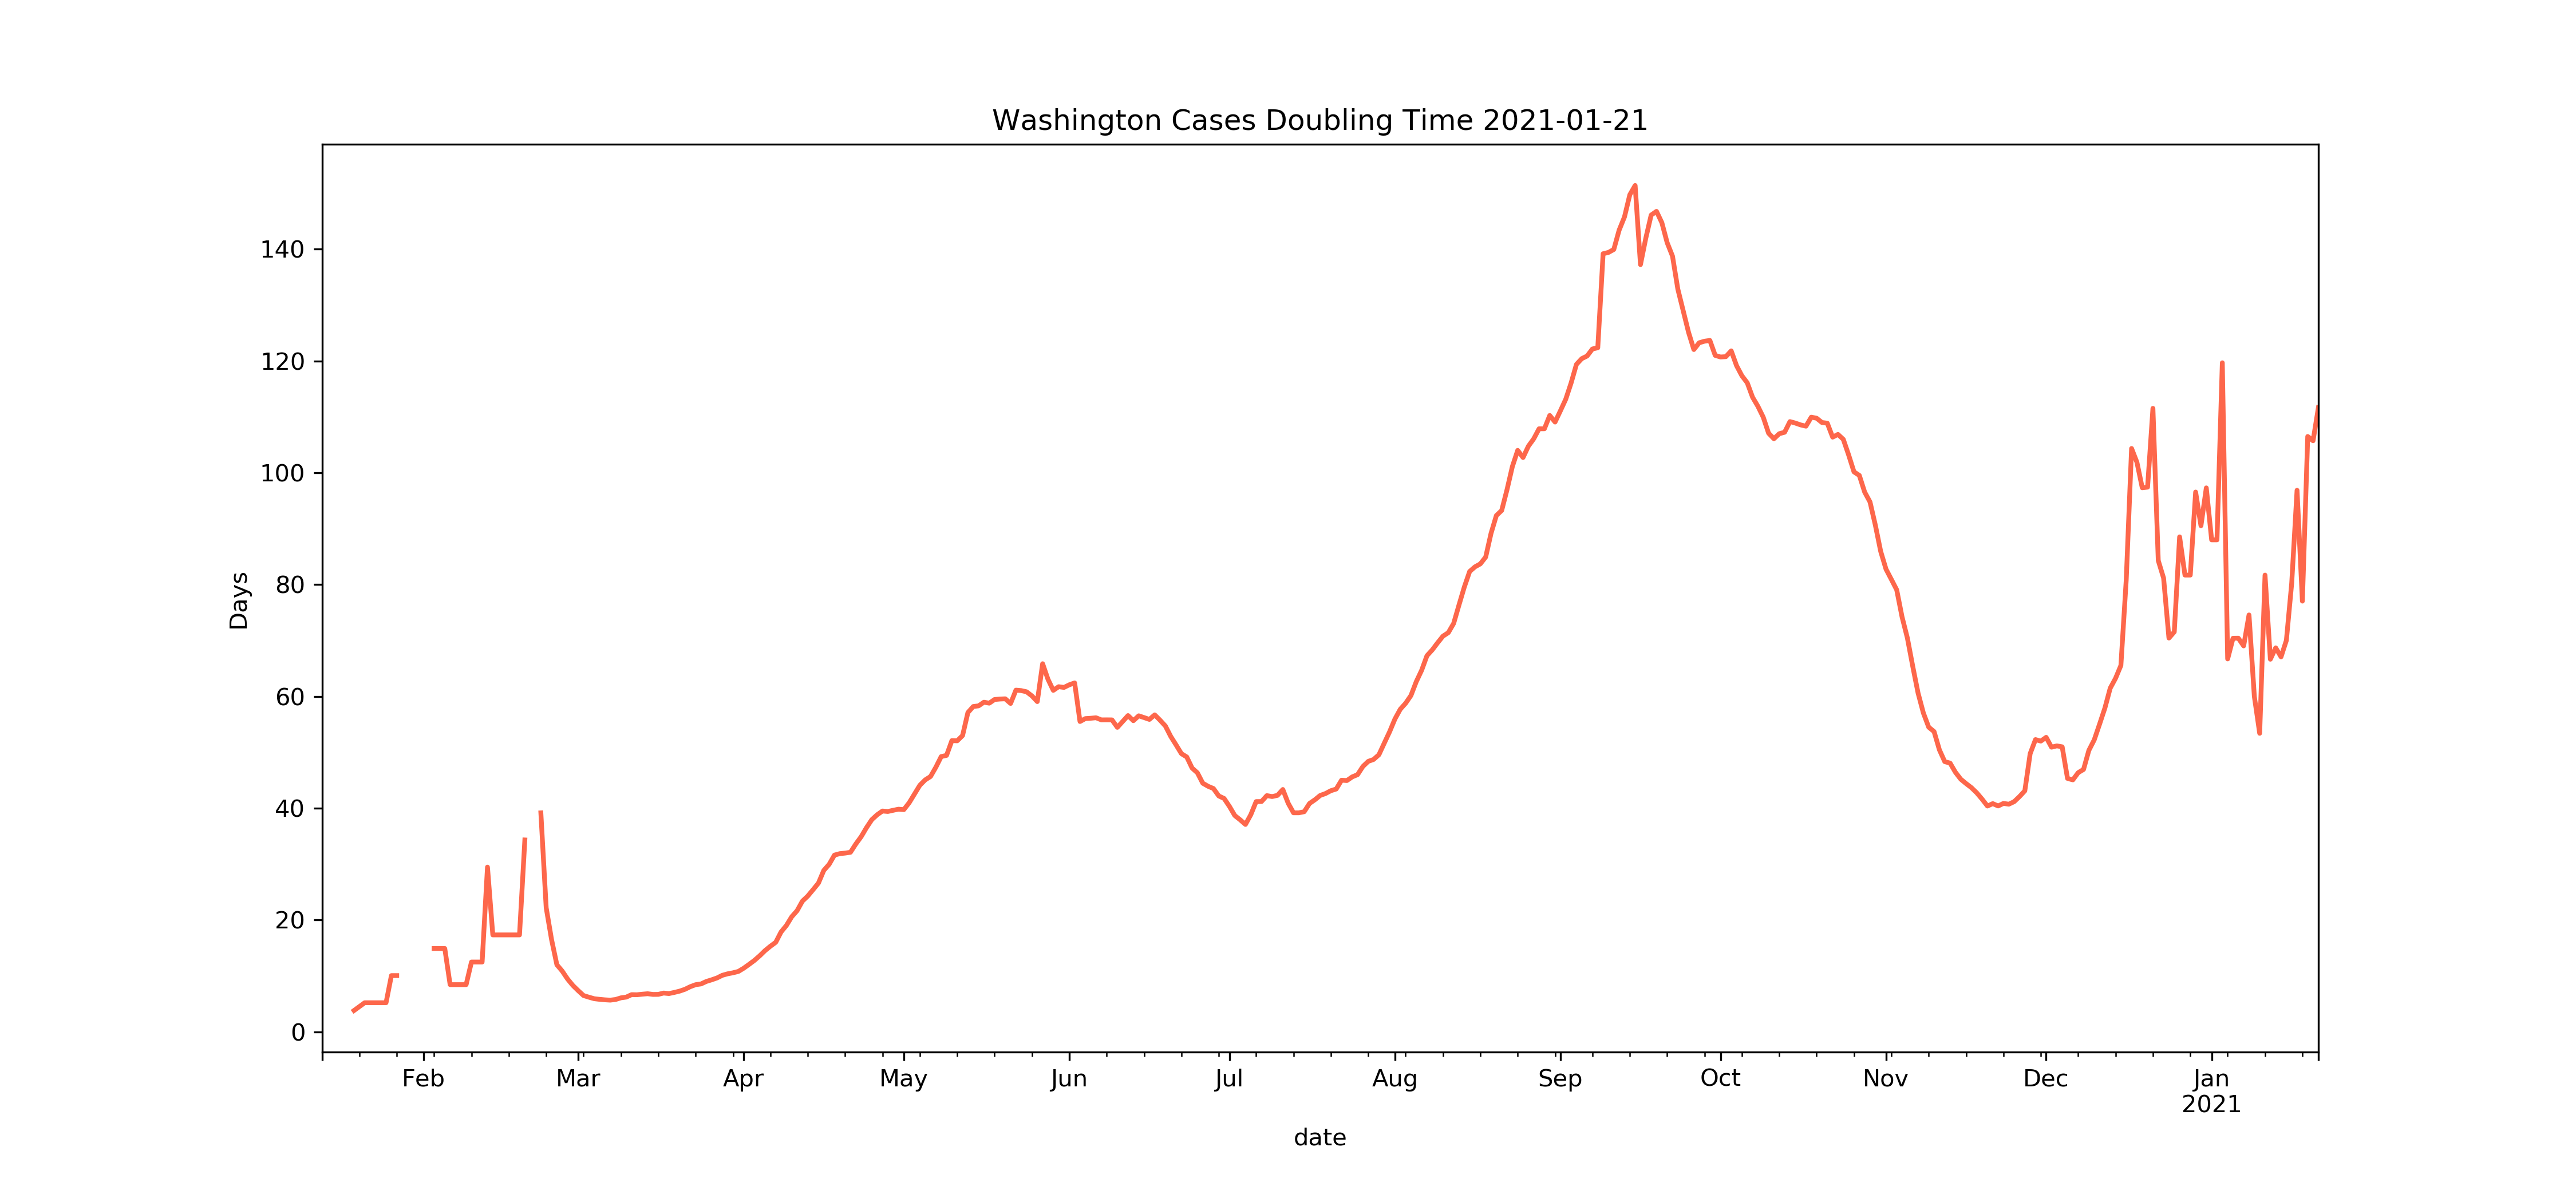 Washington Cases Doubling Time 2021-01-21
Days
140
120
100
80
60
40
20
0
Feb Mar Apr May Jun Jul Aug Sep Oct Nov Dec Jan
2021
date